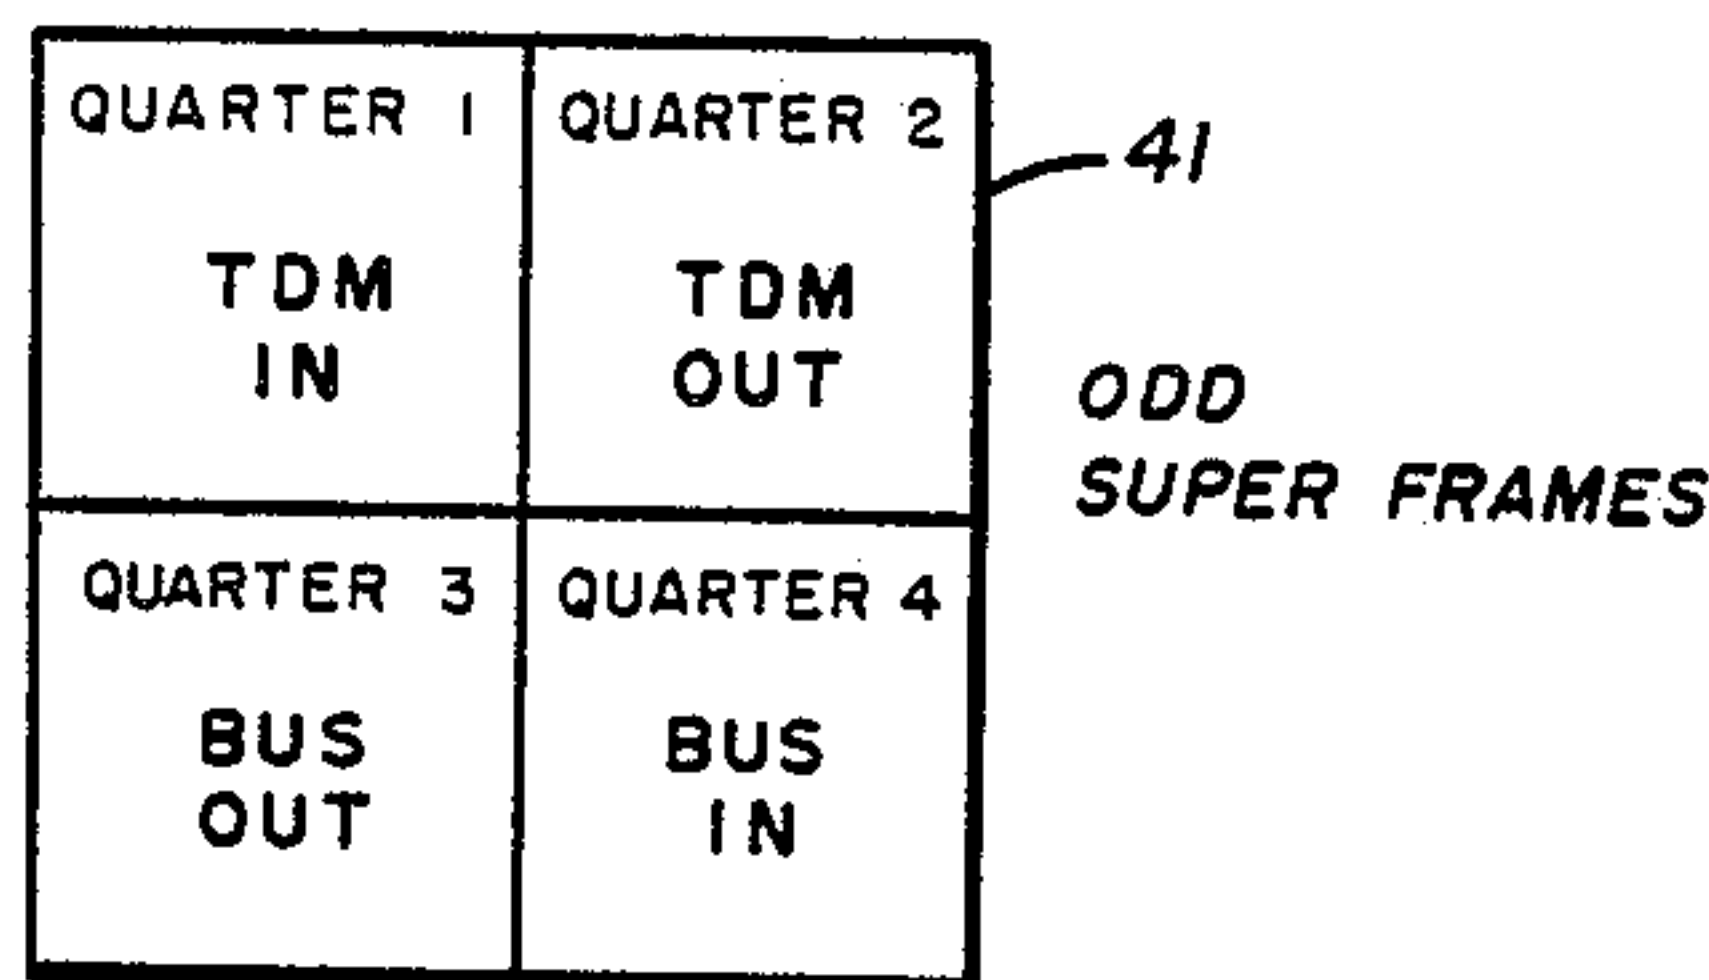 QUARTER 1
TDM
IN
QUARTER 2
TDM
OUT
41
ODD
SUPER FRAMES
QUARTER 3
BUS
OUT
QUARTER 4
BUS
IN